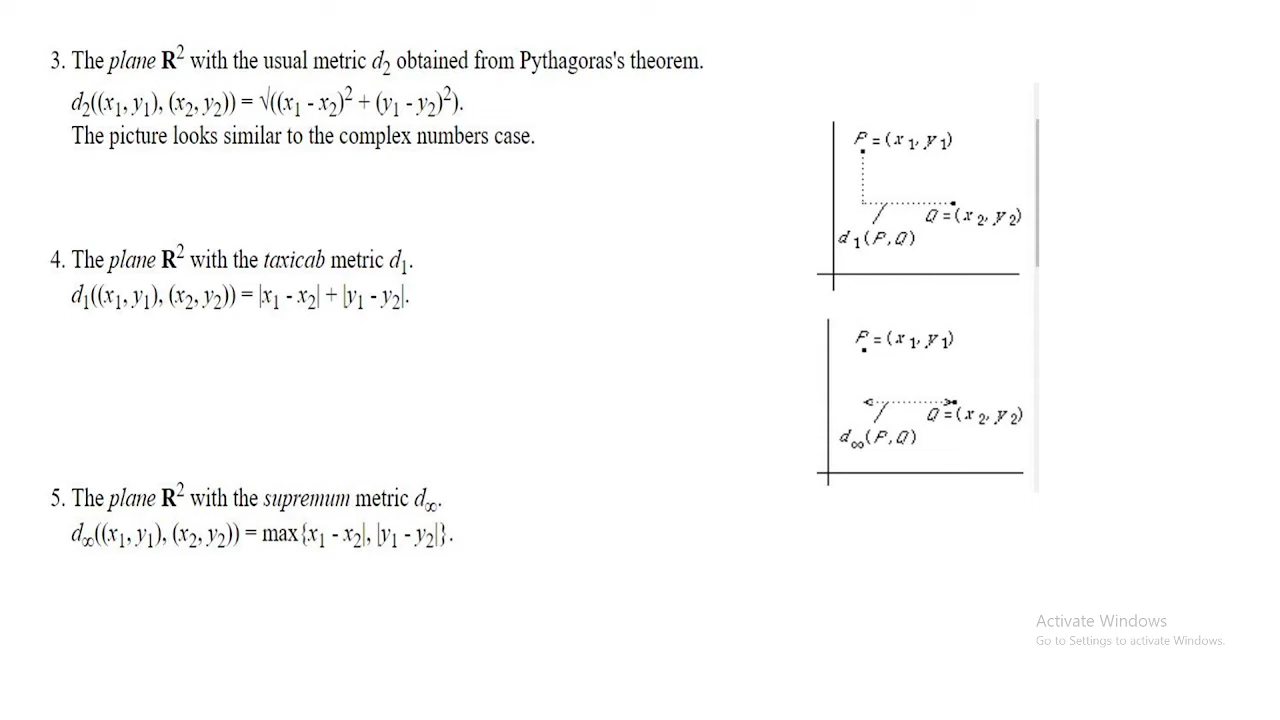 3. The plane R² with the usual metric d₂ obtained from Pythagoras's theorem.
d₂((x₁, y₁), (x₂, y₂)) = √((x₁ - x₂)² + (y₁ - y₂)²).
The picture looks similar to the complex numbers case.
4. The plane R² with the taxicab metric d₁.
d₁((x₁, y₁), (x₂, y₂)) = |x₁ - x₂| + |y₁ - y₂|.
5. The plane R² with the supremum metric d∞.
d∞((x₁, y₁), (x₂, y₂)) = max{x₁ - x₂|, |y₁ - y₂|}.
P = (x₁, y₁)
Q = (x₂, y₂)
d₁(P, Q)
P = (x₁, y₁)
Q = (x₂, y₂)
d∞(P, Q)
Activate Windows
Go to Settings to activate Windows.